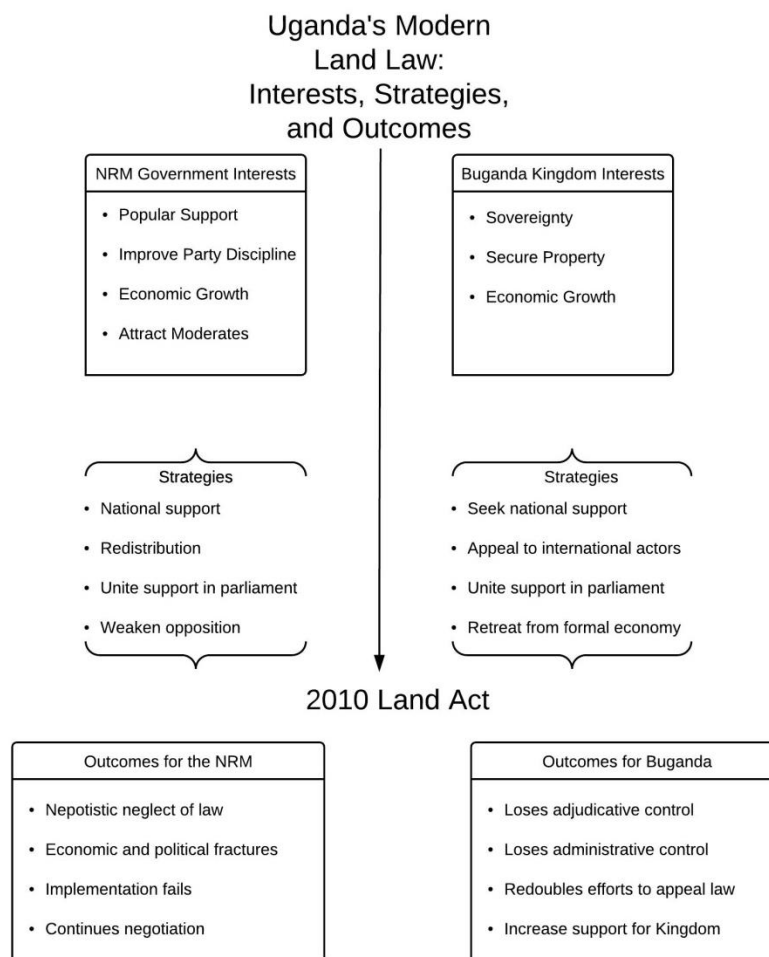 Uganda's Modern
Land Law:
Interests, Strategies,
and Outcomes
NRM Government Interests
• Popular Support
• Improve Party Discipline
• Economic Growth
• Attract Moderates
Buganda Kingdom Interests
• Sovereignty
• Secure Property
• Economic Growth
Strategies
• National support
• Redistribution
• Unite support in parliament
• Weaken opposition
Strategies
• Seek national support
• Appeal to international actors
• Unite support in parliament
• Retreat from formal economy
2010 Land Act
Outcomes for the NRM
• Nepotistic neglect of law
• Economic and political fractures
• Implementation fails
• Continues negotiation
Outcomes for Buganda
• Loses adjudicative control
• Loses administrative control
• Redoubles efforts to appeal law
• Increase support for Kingdom